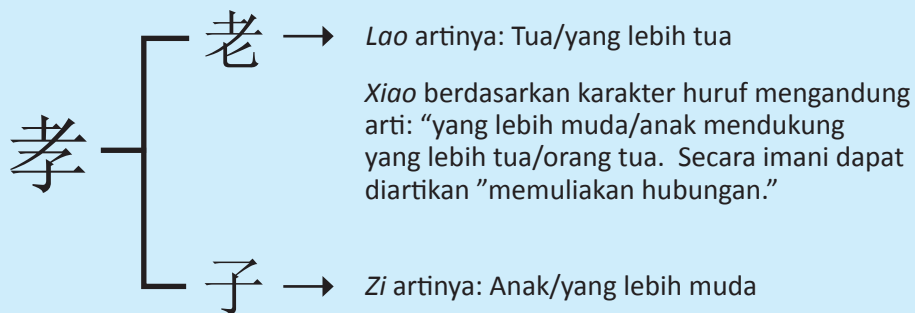 老 → Lao artinya: Tua/yang lebih tua
孝
Xiao berdasarkan karakter huruf mengandung
arti: “yang lebih muda/anak mendukung
yang lebih tua/orang tua. Secara imani dapat
diartikan ”memuliakan hubungan.”
子 → Zi artinya: Anak/yang lebih muda